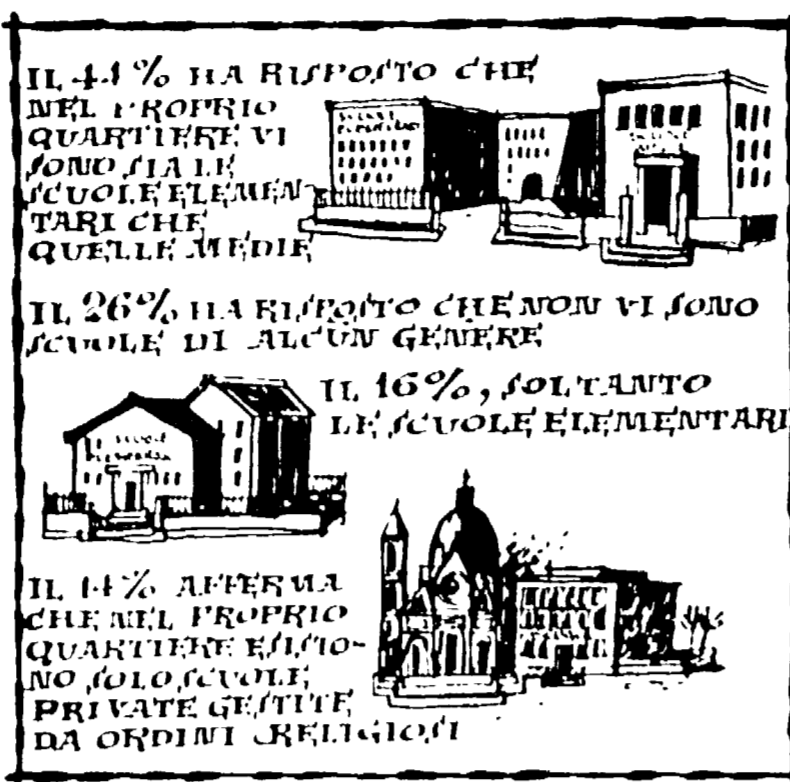 IL 44% HA RISPOSTO CHE
NEL PROPRIO
QUARTIERE VI
SONO SIA LE
SCUOLE ELEMEN-
TARI CHE
QUELLE MEDIE
IL 26% HA RISPOSTO CHE NON VI SONO
SCUOLE DI ALCUN GENERE
IL 16%, SOLTANTO
LE SCUOLE ELEMENTARI
IL 14% AFFERMA
CHE NEL PROPRIO
QUARTIERE ESISTO-
NO SOLO SCUOLE
PRIVATE GESTITE
DA ORDINI RELIGIOSI